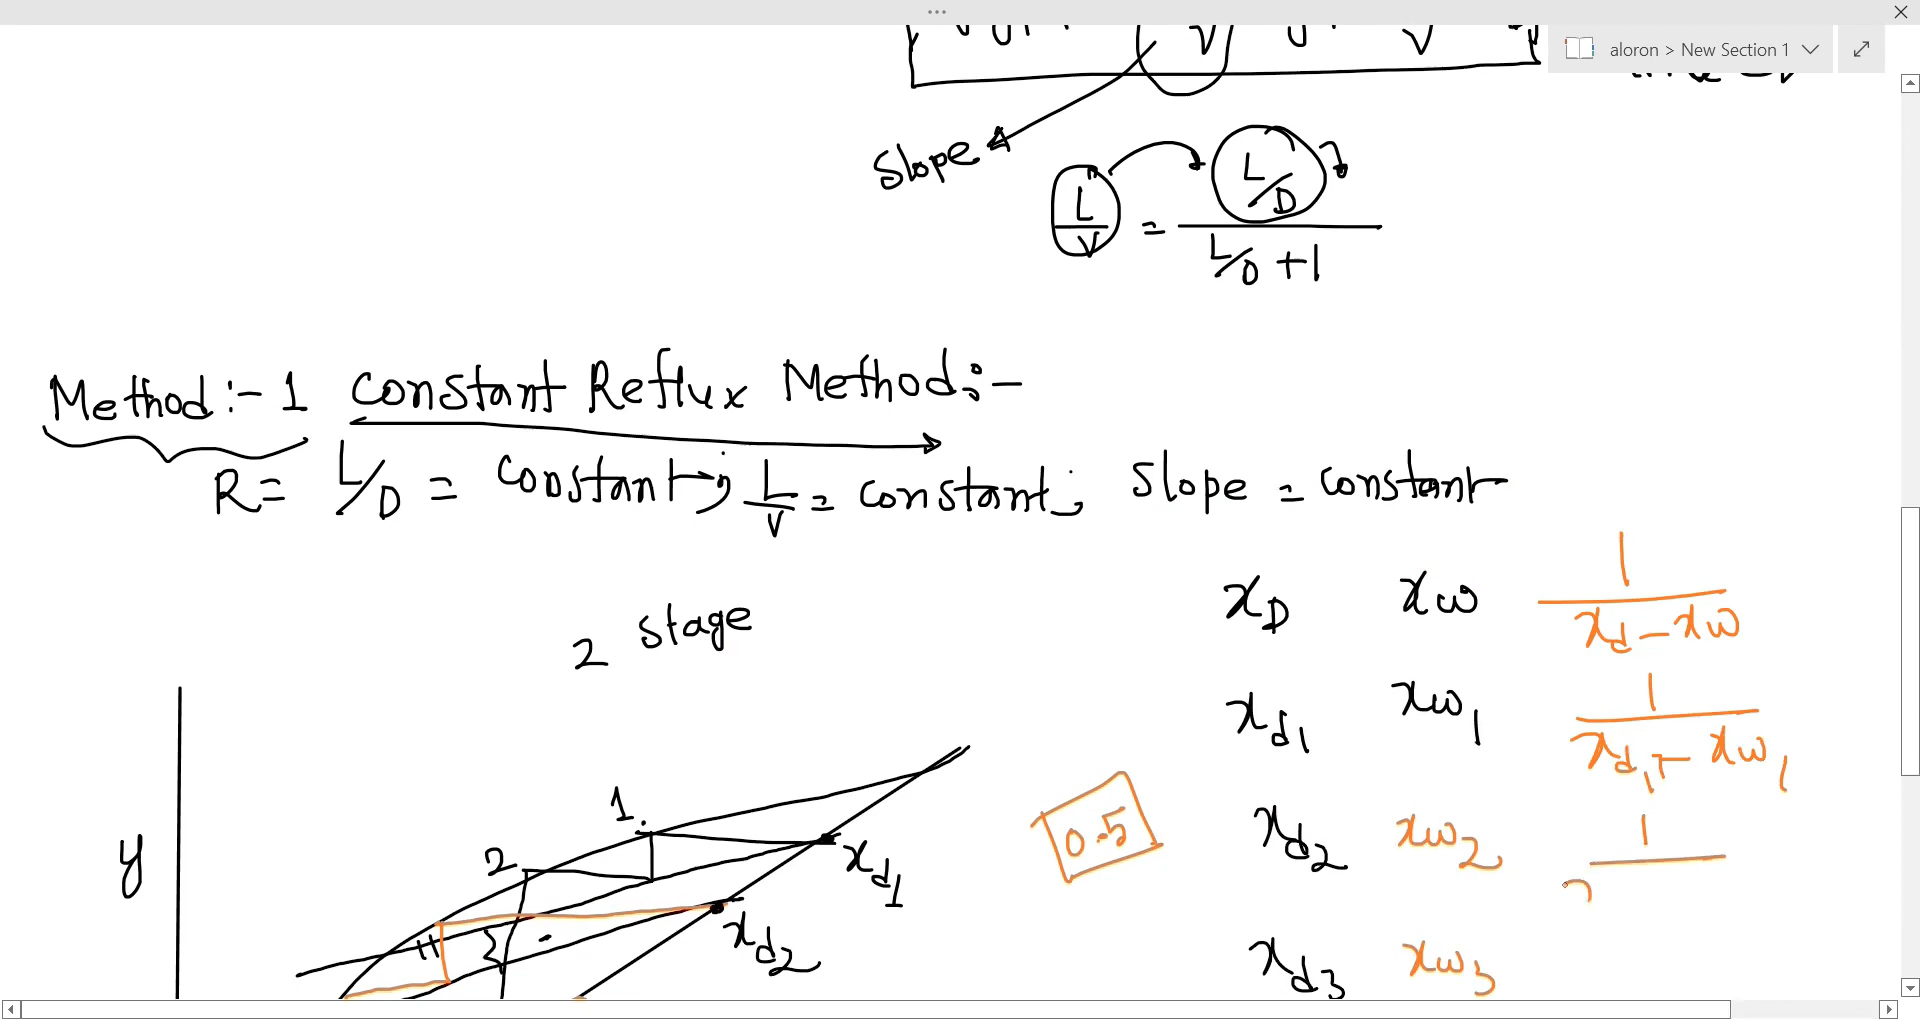 aloron > New Section 1
Slope
L/V = (L/D)/(L/D + 1)
Method:- 1 Constant Reflux Method:-
R = L/D = constant; L/V = constant; Slope = constant
2 stage
xD xw 1/(xd - xw)
xd1 xw1 1/(xd1 - xw1)
0.5
xd2 xw2 1
xd3 xw3
y
1
2
xd1
xd2